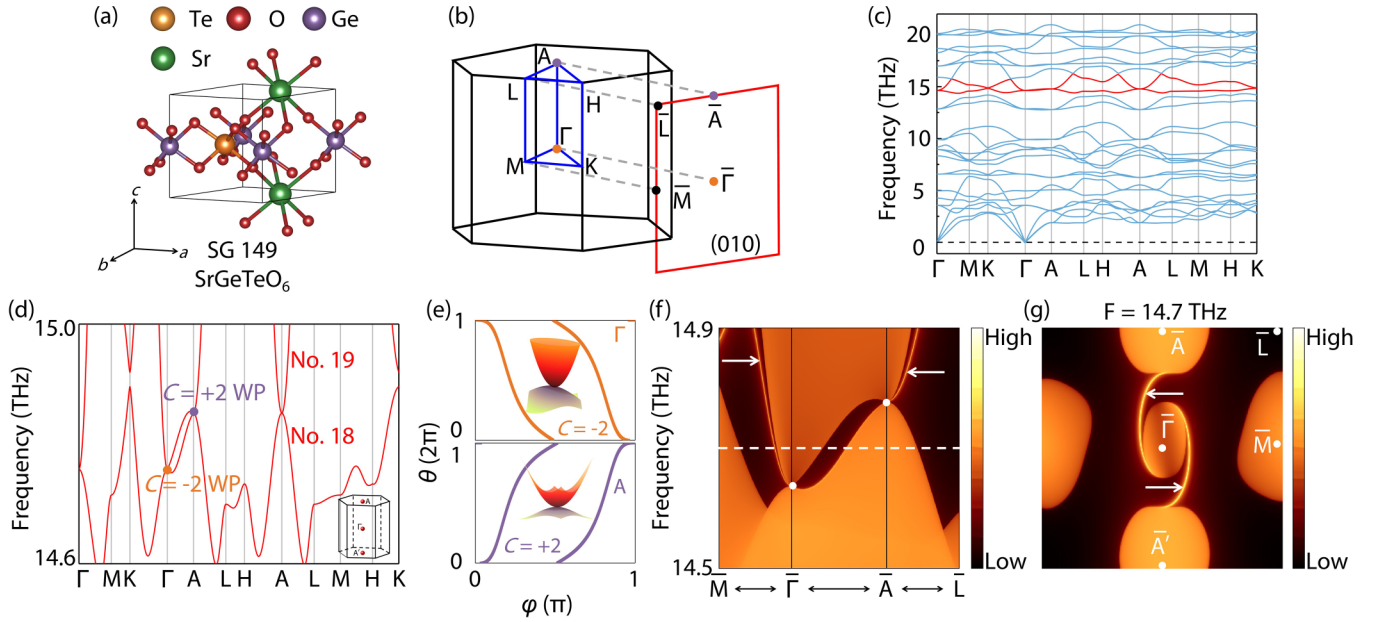 (a)
Te O Ge
Sr
c
b
a
SG 149
SrGeTeO₆
(b)
A
L
H
Γ
M
K
L̅
A̅
M̅
Γ̅
(010)
(c)
Frequency (THz)
20
15
10
5
0
Γ M K Γ A L H A L M H K
(d)
15.0
Frequency (THz)
14.6
No. 19
C = +2 WP
No. 18
C = -2 WP
A
Γ
A'
Γ M K Γ A L H A L M H K
(e)
θ (2π)
1
Γ
0
C = -2
1
A
C = +2
0
0 1
φ (π)
(f)
14.9
Frequency (THz)
14.5
M̅ Γ̅ A̅ L̅
High
Low
(g)
F = 14.7 THz
A̅
L̅
Γ̅
M̅
A̅′
High
Low